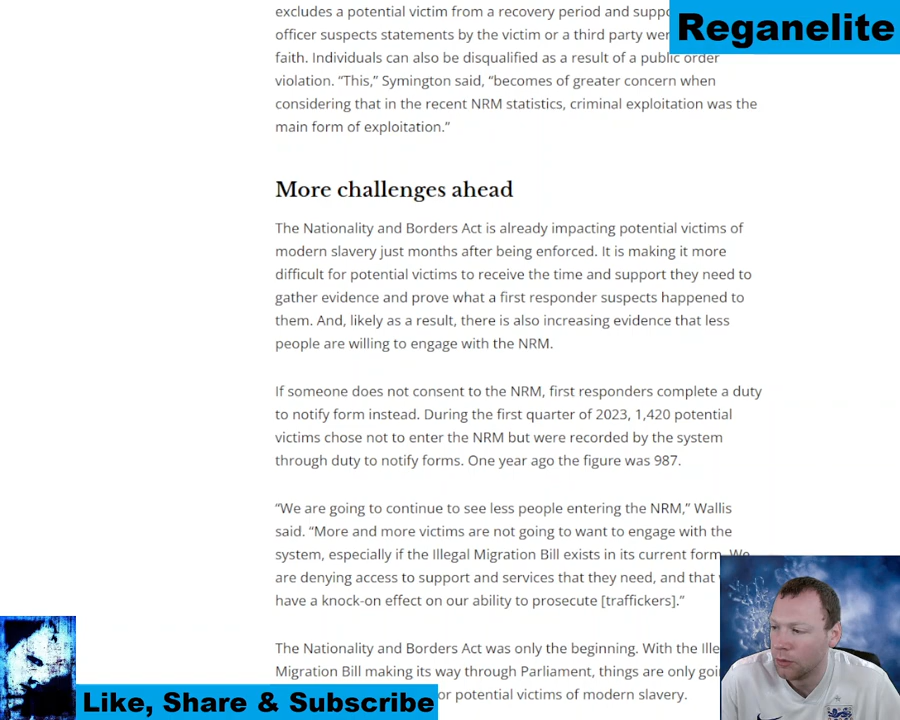 excludes a potential victim from a recovery period and
Reganelite
officer suspects statements by the victim or a third party
faith. Individuals can also be disqualified as a result of a public order
violation. “This,” Symington said, “becomes of greater concern when
considering that in the recent NRM statistics, criminal exploitation was the
main form of exploitation.”
More challenges ahead
The Nationality and Borders Act is already impacting potential victims of
modern slavery just months after being enforced. It is making it more
difficult for potential victims to receive the time and support they need to
gather evidence and prove what a first responder suspects happened to
them. And, likely as a result, there is also increasing evidence that less
people are willing to engage with the NRM.
If someone does not consent to the NRM, first responders complete a duty
to notify form instead. During the first quarter of 2023, 1,420 potential
victims chose not to enter the NRM but were recorded by the system
through duty to notify forms. One year ago the figure was 987.
“We are going to continue to see less people entering the NRM,” Wallis
said. “More and more victims are not going to want to engage with the
system, especially if the Illegal Migration Bill exists in its current form. We
are denying access to support and services that they need, and that
have a knock-on effect on our ability to prosecute [traffickers].”
The Nationality and Borders Act was only the beginning. With the
Migration Bill making its way through Parliament, things are only
or potential victims of modern slavery.
Like, Share & Subscribe